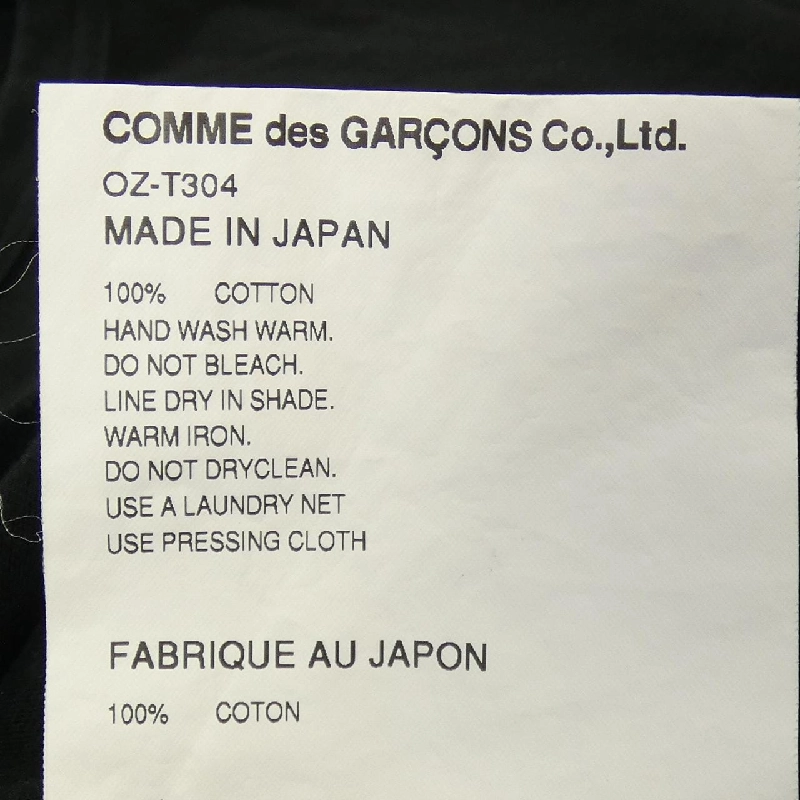 COMME des GARÇONS Co.,Ltd.
OZ-T304
MADE IN JAPAN
100% COTTON
HAND WASH WARM.
DO NOT BLEACH.
LINE DRY IN SHADE.
WARM IRON.
DO NOT DRYCLEAN.
USE A LAUNDRY NET
USE PRESSING CLOTH
FABRIQUE AU JAPON
100% COTON